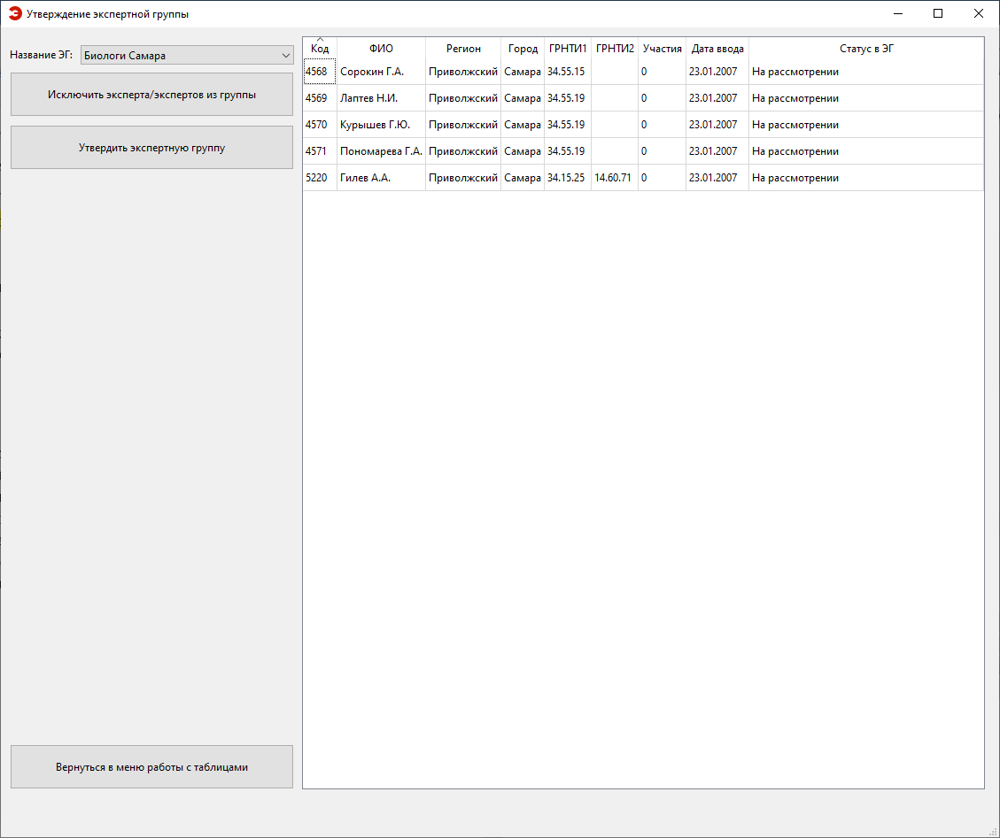 Утверждение экспертной группы
Название ЭГ: Биологи Самара
Исключить эксперта/экспертов из группы
Утвердить экспертную группу
Вернуться в меню работы с таблицами
Код ФИО Регион Город ГРНТИ1 ГРНТИ2 Участия Дата ввода Статус в ЭГ
4568 Сорокин Г.А. Приволжский Самара 34.55.15 0 23.01.2007 На рассмотрении
4569 Лаптев Н.И. Приволжский Самара 34.55.19 0 23.01.2007 На рассмотрении
4570 Курышев Г.Ю. Приволжский Самара 34.55.19 0 23.01.2007 На рассмотрении
4571 Пономарева Г.А. Приволжский Самара 34.55.19 0 23.01.2007 На рассмотрении
5220 Гилев А.А. Приволжский Самара 34.15.25 14.60.71 0 23.01.2007 На рассмотрении